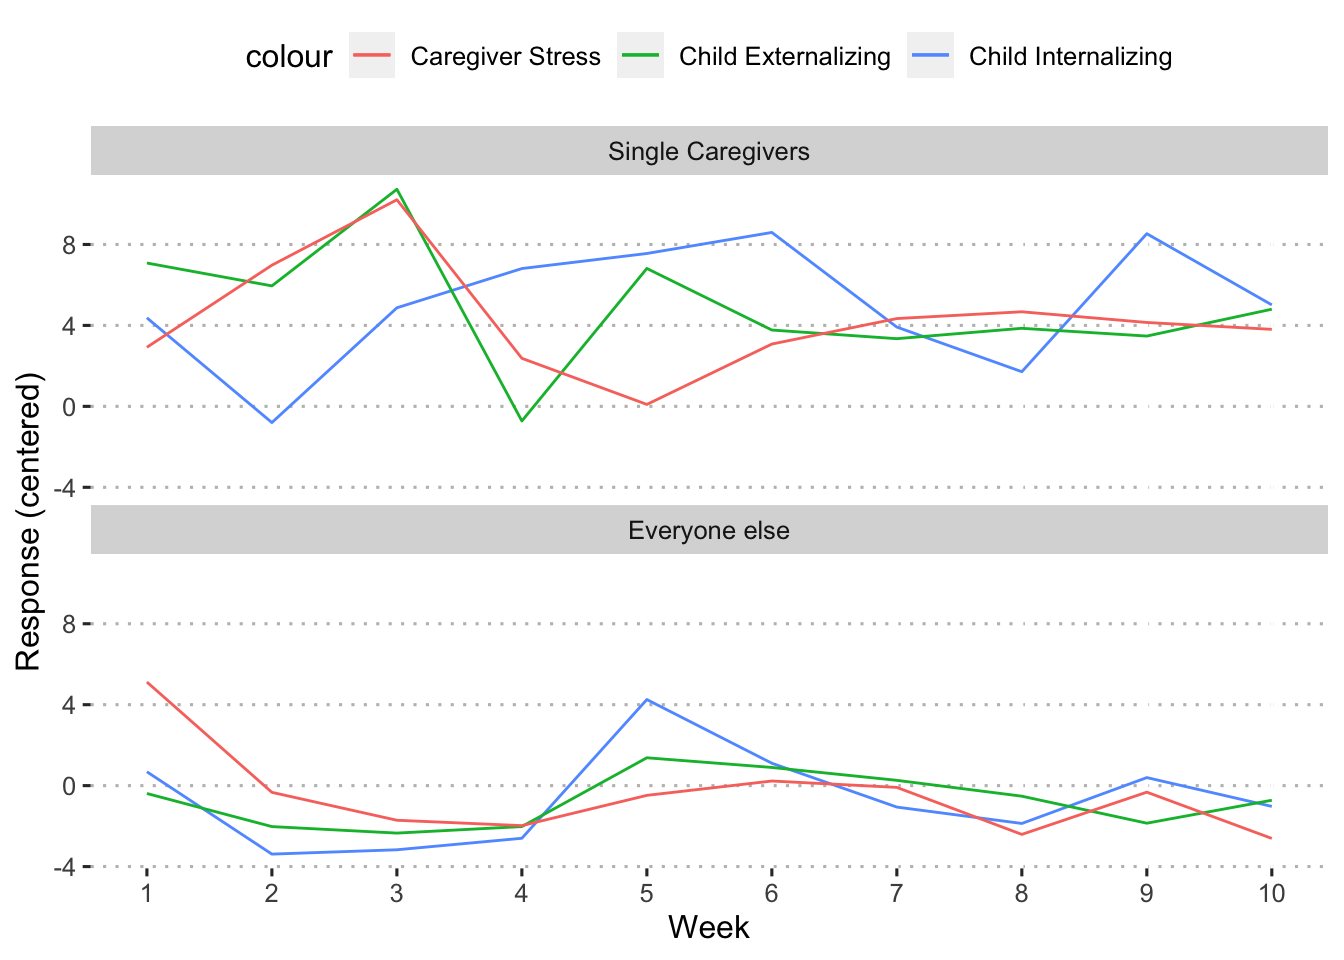 colour Caregiver Stress Child Externalizing Child Internalizing
Single Caregivers
8
4
0
-4
Everyone else
8
4
0
-4
Response (centered)
1 2 3 4 5 6 7 8 9 10
Week